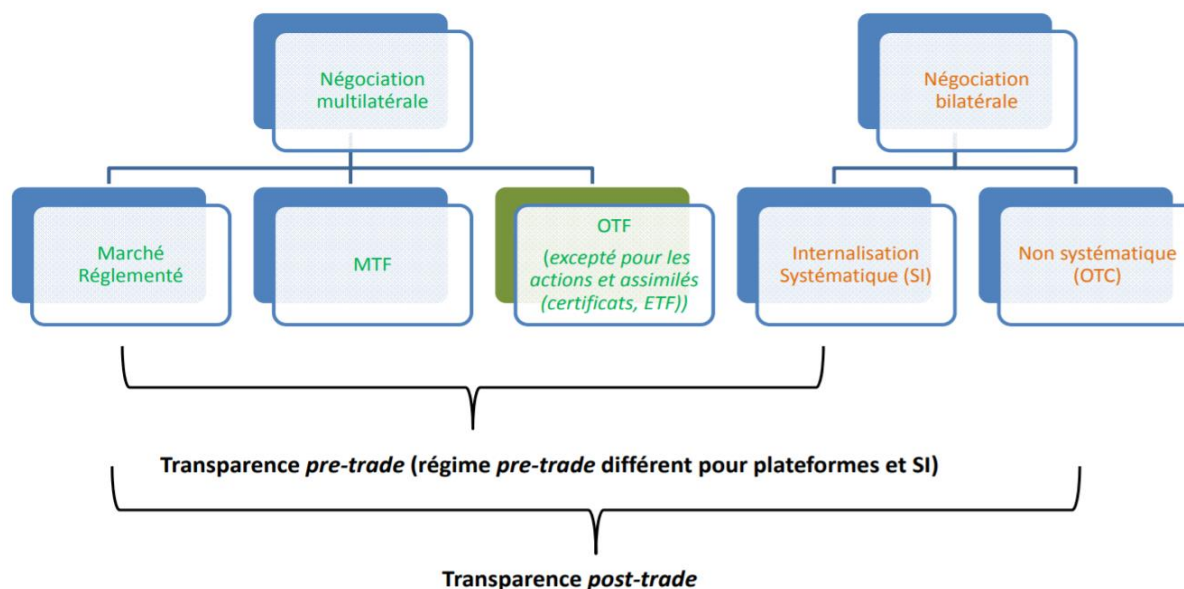 Négociation
multilatérale
Négociation
bilatérale
Marché
Réglementé
MTF
OTF
(excepté pour les
actions et assimilés
(certificats, ETF))
Internalisation
Systématique (SI)
Non systématique
(OTC)
Transparence pre-trade (régime pre-trade différent pour plateformes et SI)
Transparence post-trade